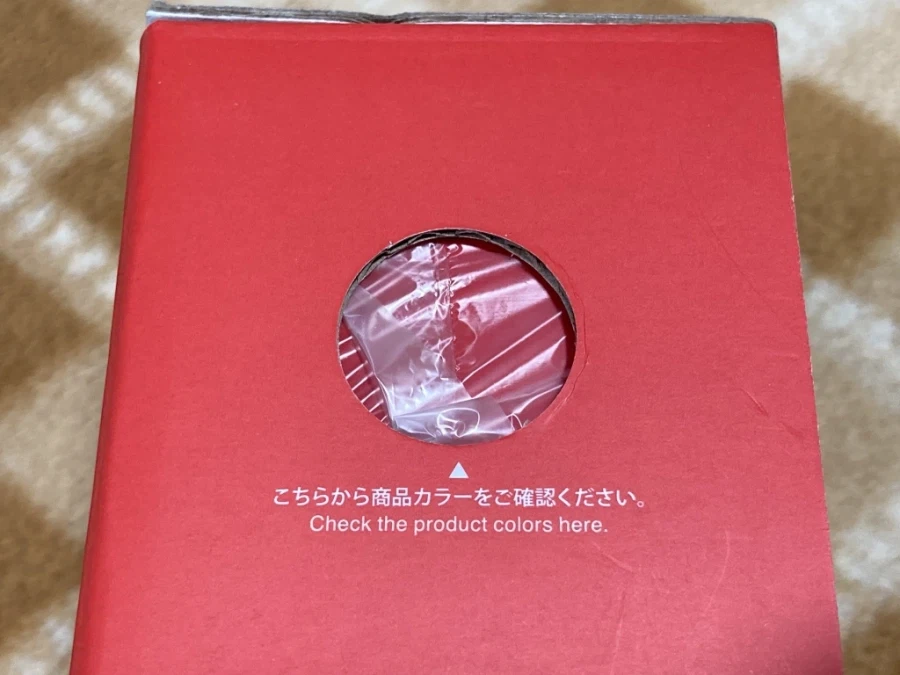 こちらから商品カラーをご確認ください。
Check the product colors here.